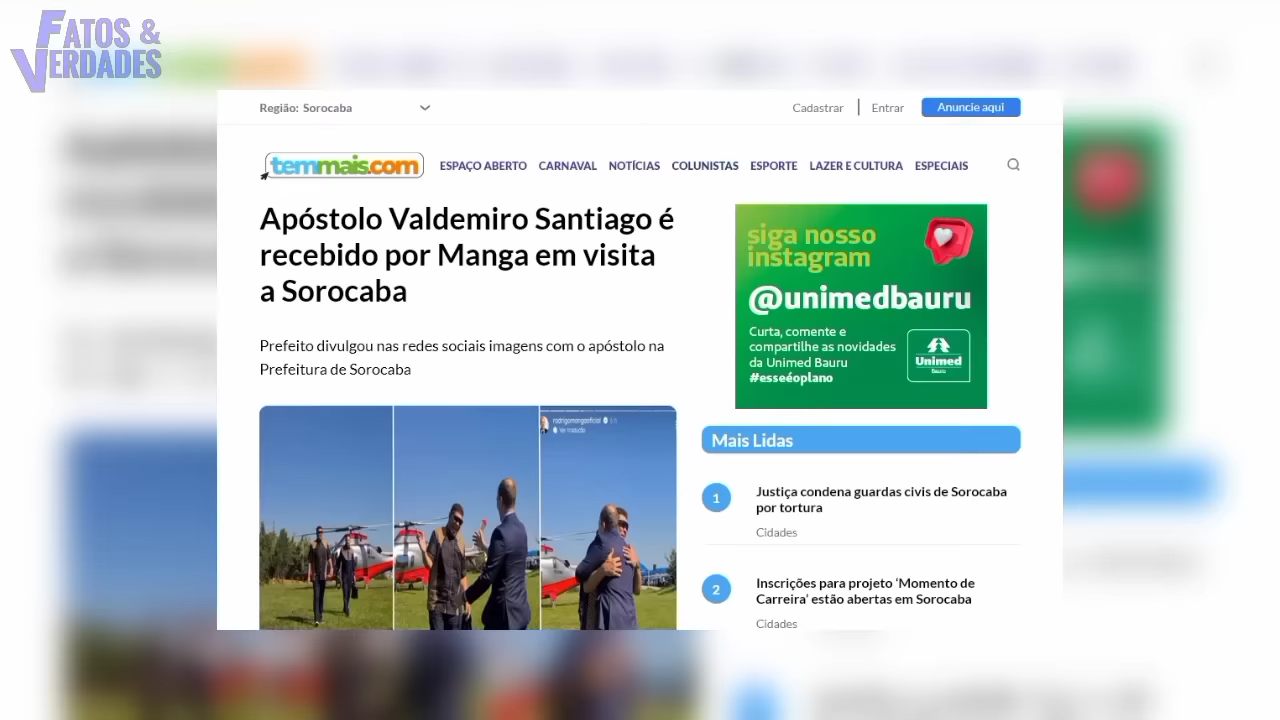 FATOS &
VERDADES
Região: Sorocaba
Cadastrar
Entrar
Anuncie aqui
temmais.com
ESPAÇO ABERTO
CARNAVAL
NOTÍCIAS
COLUNISTAS
ESPORTE
LAZER E CULTURA
ESPECIAIS
Apóstolo Valdemiro Santiago é
recebido por Manga em visita
a Sorocaba
Prefeito divulgou nas redes sociais imagens com o apóstolo na
Prefeitura de Sorocaba
rodrigomangaoficial
siga nosso
instagram
@unimedbauru
Curta, comente e
compartilhe as novidades
da Unimed Bauru
#esseéoplano
Unimed
Bauru
Mais Lidas
1
Justiça condena guardas civis de Sorocaba
por tortura
Cidades
2
Inscrições para projeto ‘Momento de
Carreira’ estão abertas em Sorocaba
Cidades